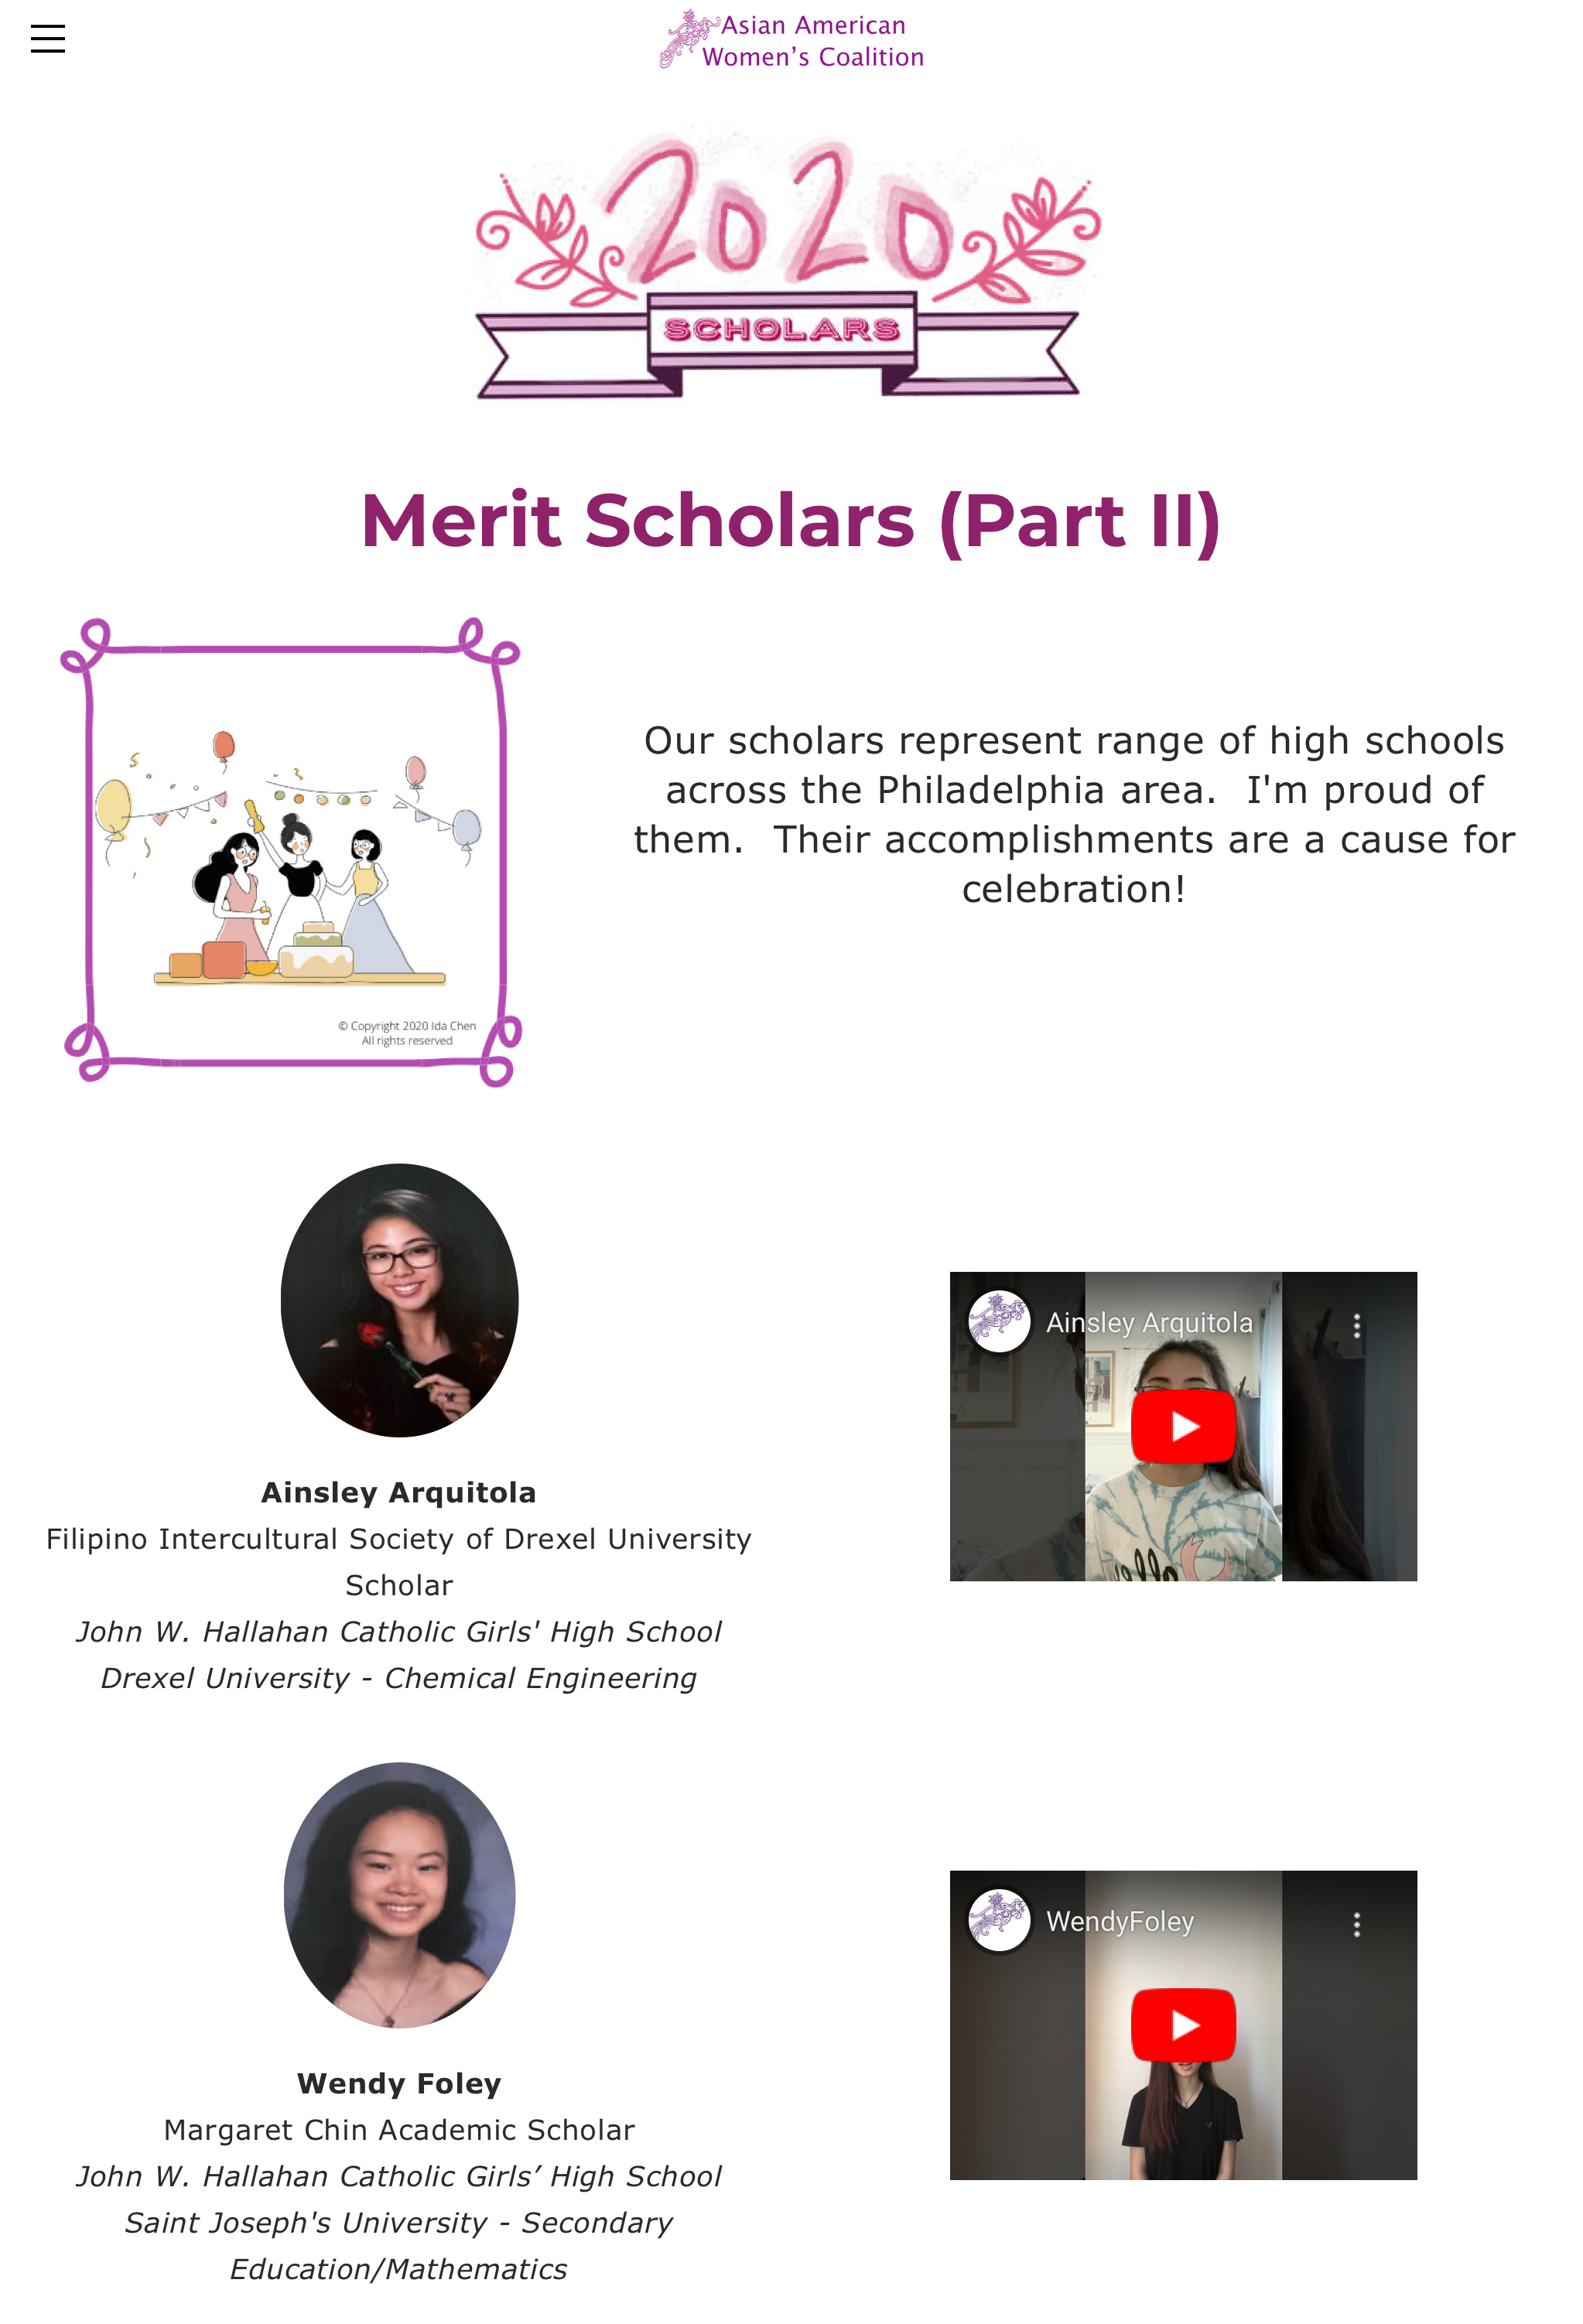 Asian American
Women’s Coalition
2020
SCHOLARS
Merit Scholars (Part II)
© Copyright 2020 Ida Chen
All rights reserved
Our scholars represent range of high schools
across the Philadelphia area.  I'm proud of
them.  Their accomplishments are a cause for
celebration!
Ainsley Arquitola
Filipino Intercultural Society of Drexel University
Scholar
John W. Hallahan Catholic Girls' High School
Drexel University - Chemical Engineering
Ainsley Arquitola
Wendy Foley
Margaret Chin Academic Scholar
John W. Hallahan Catholic Girls’ High School
Saint Joseph's University - Secondary
Education/Mathematics
WendyFoley